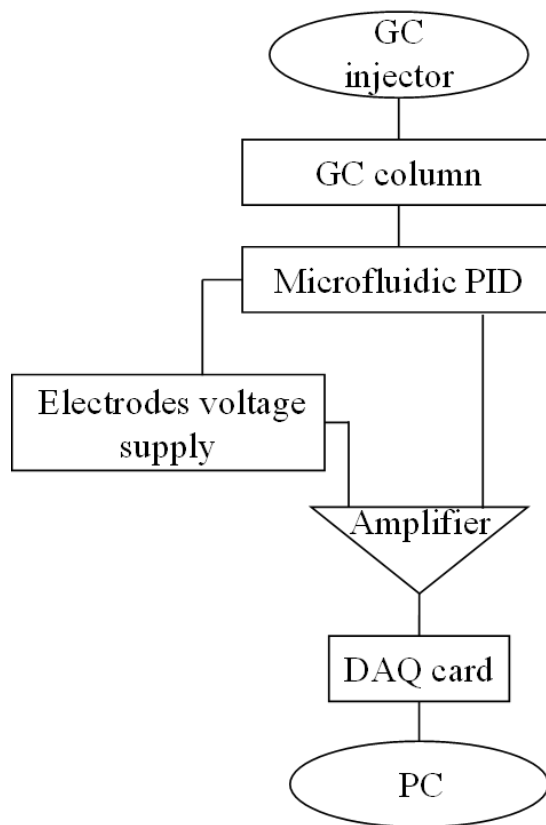 GC
injector
GC column
Microfluidic PID
Electrodes voltage
supply
Amplifier
DAQ card
PC